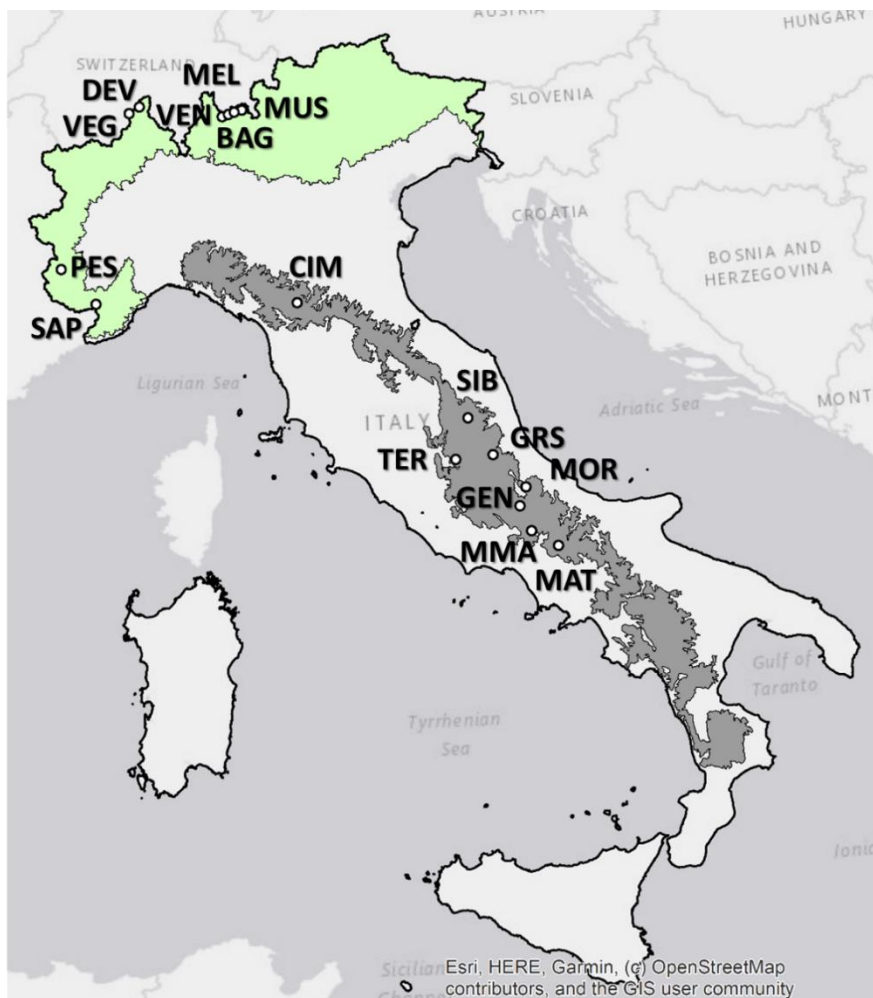 AUSTRIA
HUNGARY
SWITZERLAND
MEL
DEV
VEN
MUS
SLOVENIA
VEG
BAG
CROATIA
BOSNIA AND
HERZEGOVINA
PES
CIM
SAP
Ligurian Sea
SIB
MONT
Adriatic Sea
ITALY
GRS
TER
MOR
GEN
MMA
MAT
Gulf of
Taranto
Tyrrhenian
Sea
Ionia
Sicilian
Channel
Esri, HERE, Garmin, (c) OpenStreetMap
contributors, and the GIS user community